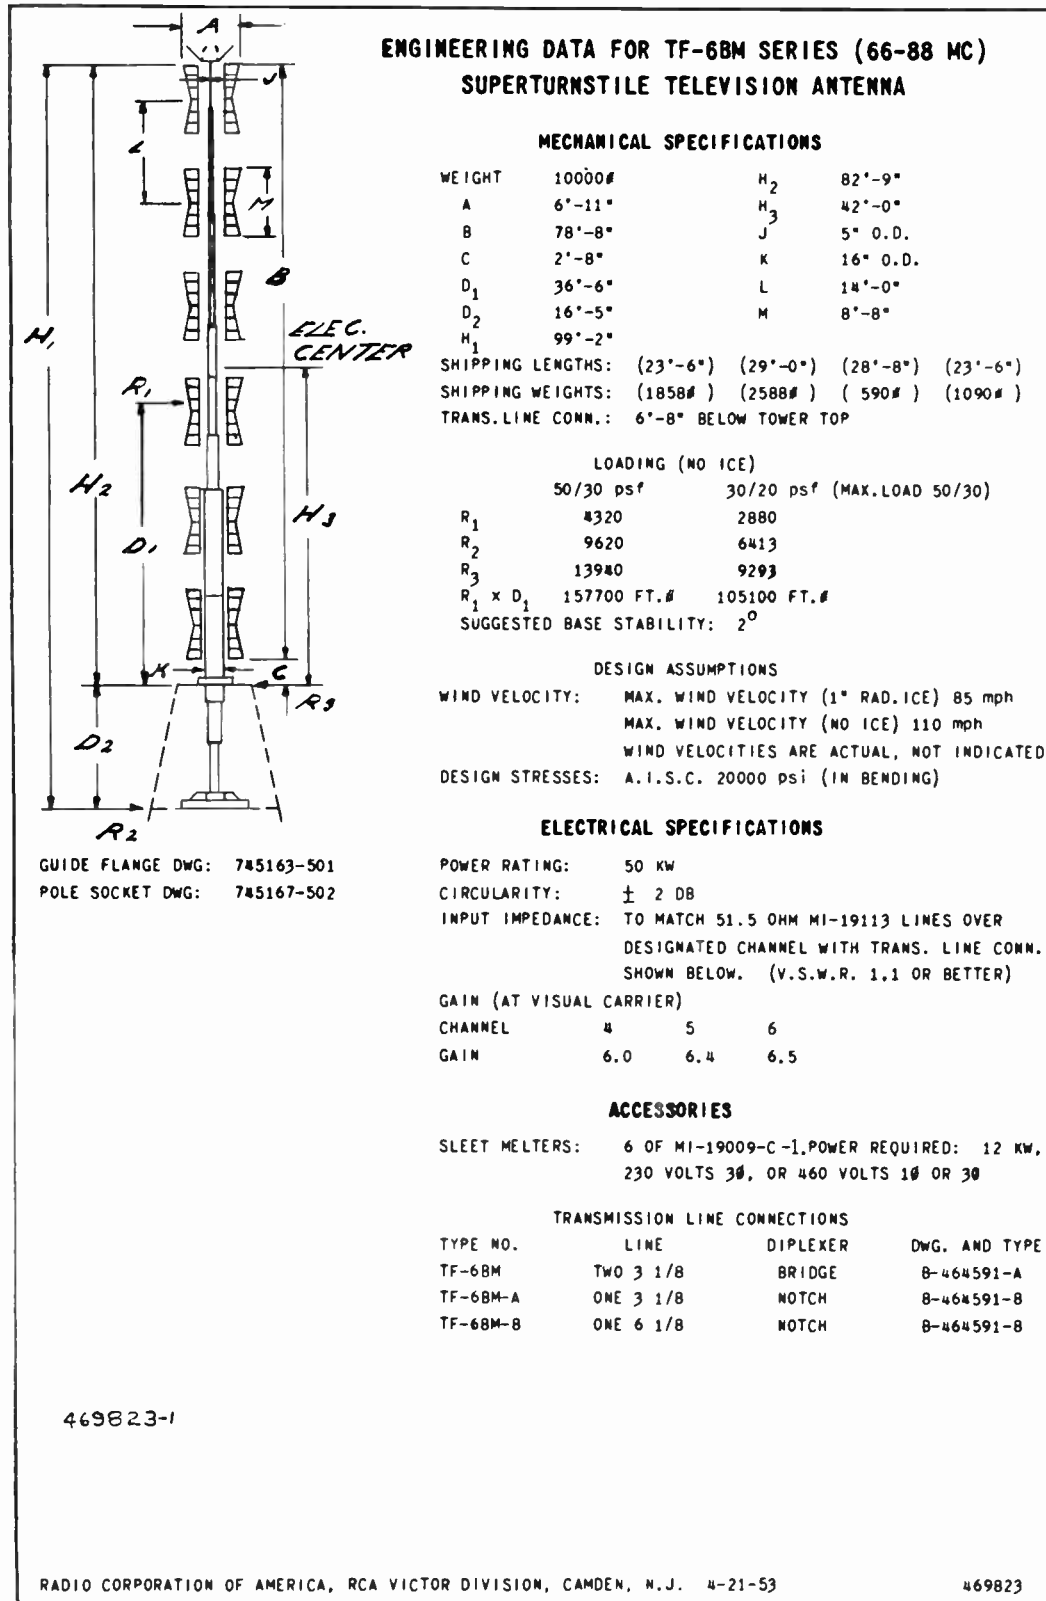 ENGINEERING DATA FOR TF-6BM SERIES (66-88 MC)
SUPERTURNSTILE TELEVISION ANTENNA
MECHANICAL SPECIFICATIONS
WEIGHT 10000# H2 82'-9"
A 6'-11" H3 42'-0"
B 78'-8" J 5" O.D.
C 2'-8" K 16" O.D.
D1 36'-6" L 14'-0"
D2 16'-5" M 8'-8"
H1 99'-2"
SHIPPING LENGTHS: (23'-6") (29'-0") (28'-8") (23'-6")
SHIPPING WEIGHTS: (1858# ) (2588# ) ( 590# ) (1090# )
TRANS.LINE CONN.: 6'-8" BELOW TOWER TOP
LOADING (NO ICE)
50/30 psf 30/20 psf (MAX.LOAD 50/30)
R1 4320 2880
R2 9620 6413
R3 13940 9293
R1 x D1 157700 FT.# 105100 FT.#
SUGGESTED BASE STABILITY: 2°
DESIGN ASSUMPTIONS
WIND VELOCITY: MAX. WIND VELOCITY (1" RAD.ICE) 85 mph
MAX. WIND VELOCITY (NO ICE) 110 mph
WIND VELOCITIES ARE ACTUAL, NOT INDICATED
DESIGN STRESSES: A.I.S.C. 20000 psi (IN BENDING)
ELECTRICAL SPECIFICATIONS
POWER RATING: 50 KW
CIRCULARITY: ± 2 DB
INPUT IMPEDANCE: TO MATCH 51.5 OHM MI-19113 LINES OVER
DESIGNATED CHANNEL WITH TRANS. LINE CONN.
SHOWN BELOW. (V.S.W.R. 1.1 OR BETTER)
GAIN (AT VISUAL CARRIER)
CHANNEL 4 5 6
GAIN 6.0 6.4 6.5
ACCESSORIES
SLEET MELTERS: 6 OF MI-19009-C-1.POWER REQUIRED: 12 KW,
230 VOLTS 3Ø, OR 460 VOLTS 1Ø OR 3Ø
TRANSMISSION LINE CONNECTIONS
TYPE NO. LINE DIPLEXER DWG. AND TYPE
TF-6BM TWO 3 1/8 BRIDGE B-464591-A
TF-6BM-A ONE 3 1/8 NOTCH B-464591-B
TF-6BM-B ONE 6 1/8 NOTCH B-464591-B
A
J
L
M
B
H1
ELEC.
CENTER
R1
H2
H3
D1
K
C
R3
D2
R2
GUIDE FLANGE DWG: 745163-501
POLE SOCKET DWG: 745167-502
469823-1
RADIO CORPORATION OF AMERICA, RCA VICTOR DIVISION, CAMDEN, N.J. 4-21-53 469823